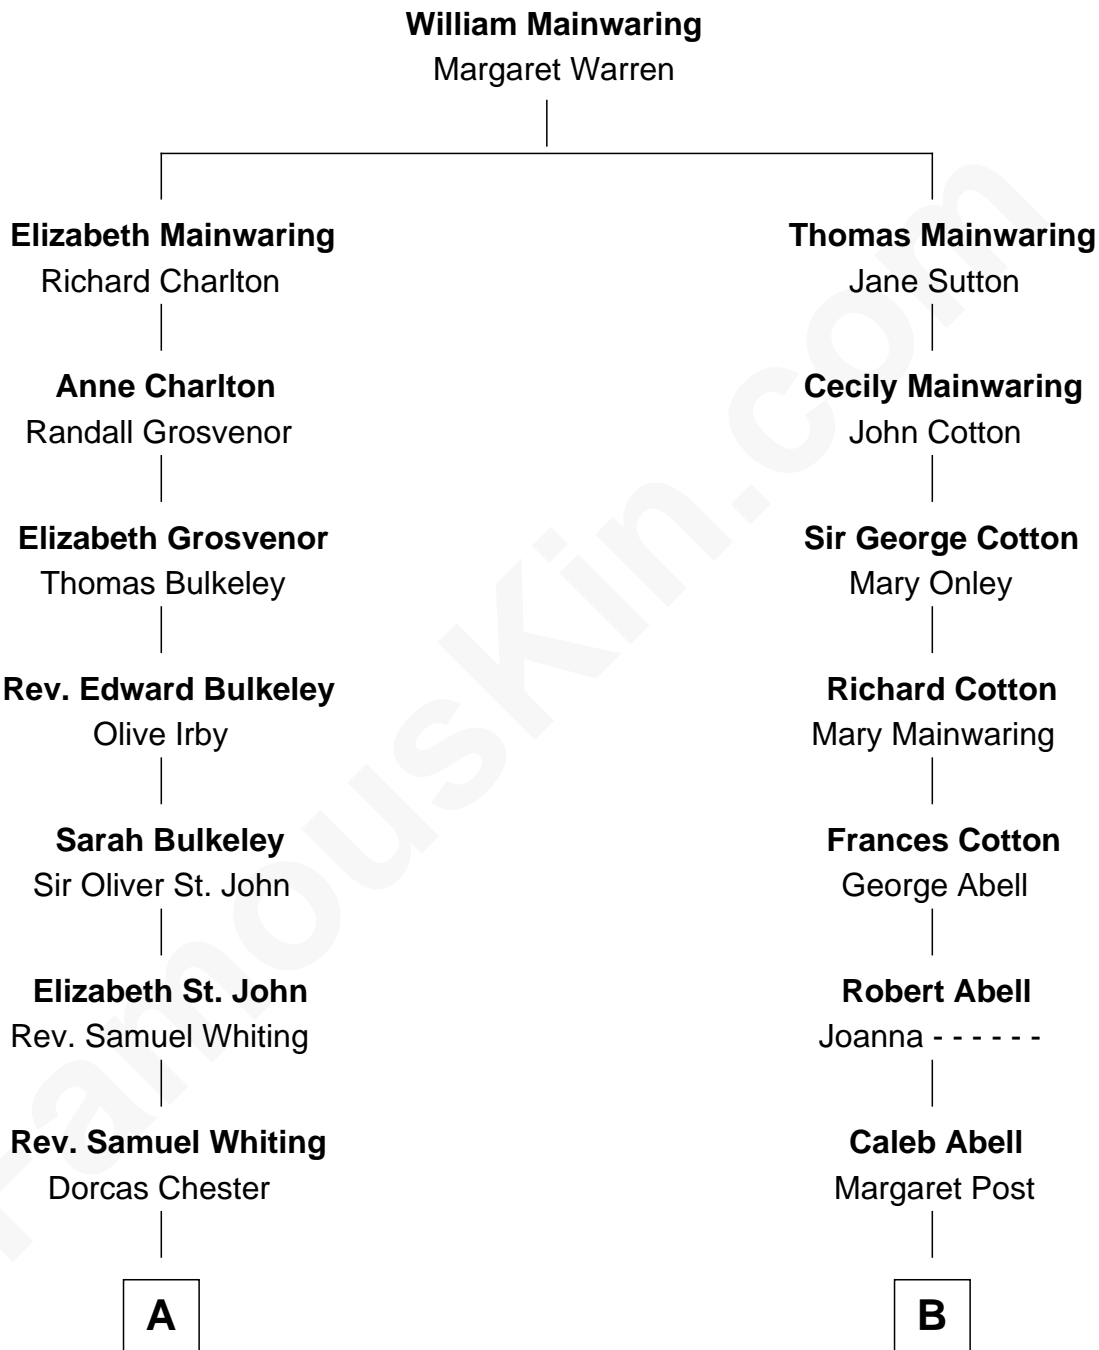 William Mainwaring
Margaret Warren
Elizabeth Mainwaring
Richard Charlton
Thomas Mainwaring
Jane Sutton
Anne Charlton
Randall Grosvenor
Cecily Mainwaring
John Cotton
Elizabeth Grosvenor
Thomas Bulkeley
Sir George Cotton
Mary Onley
Rev. Edward Bulkeley
Olive Irby
Richard Cotton
Mary Mainwaring
Sarah Bulkeley
Sir Oliver St. John
Frances Cotton
George Abell
Elizabeth St. John
Rev. Samuel Whiting
Robert Abell
Joanna - - - - - -
Rev. Samuel Whiting
Dorcas Chester
Caleb Abell
Margaret Post
A
B
FamousKin.com